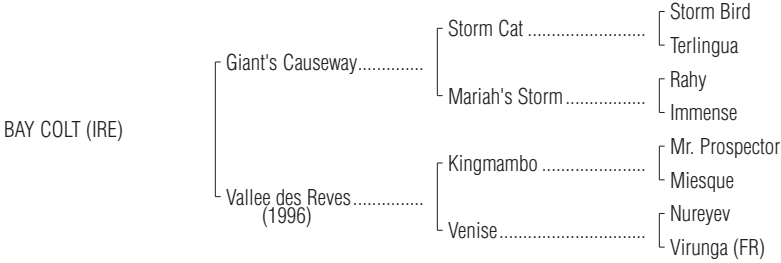 Storm Bird
Storm Cat ........................
Terlingua
Giant's Causeway..............
Rahy
Mariah's Storm .................
Immense
BAY COLT (IRE)
Mr. Prospector
Kingmambo ......................
Miesque
Vallee des Reves...............
(1996)
Nureyev
Venise..............................
Virunga (FR)